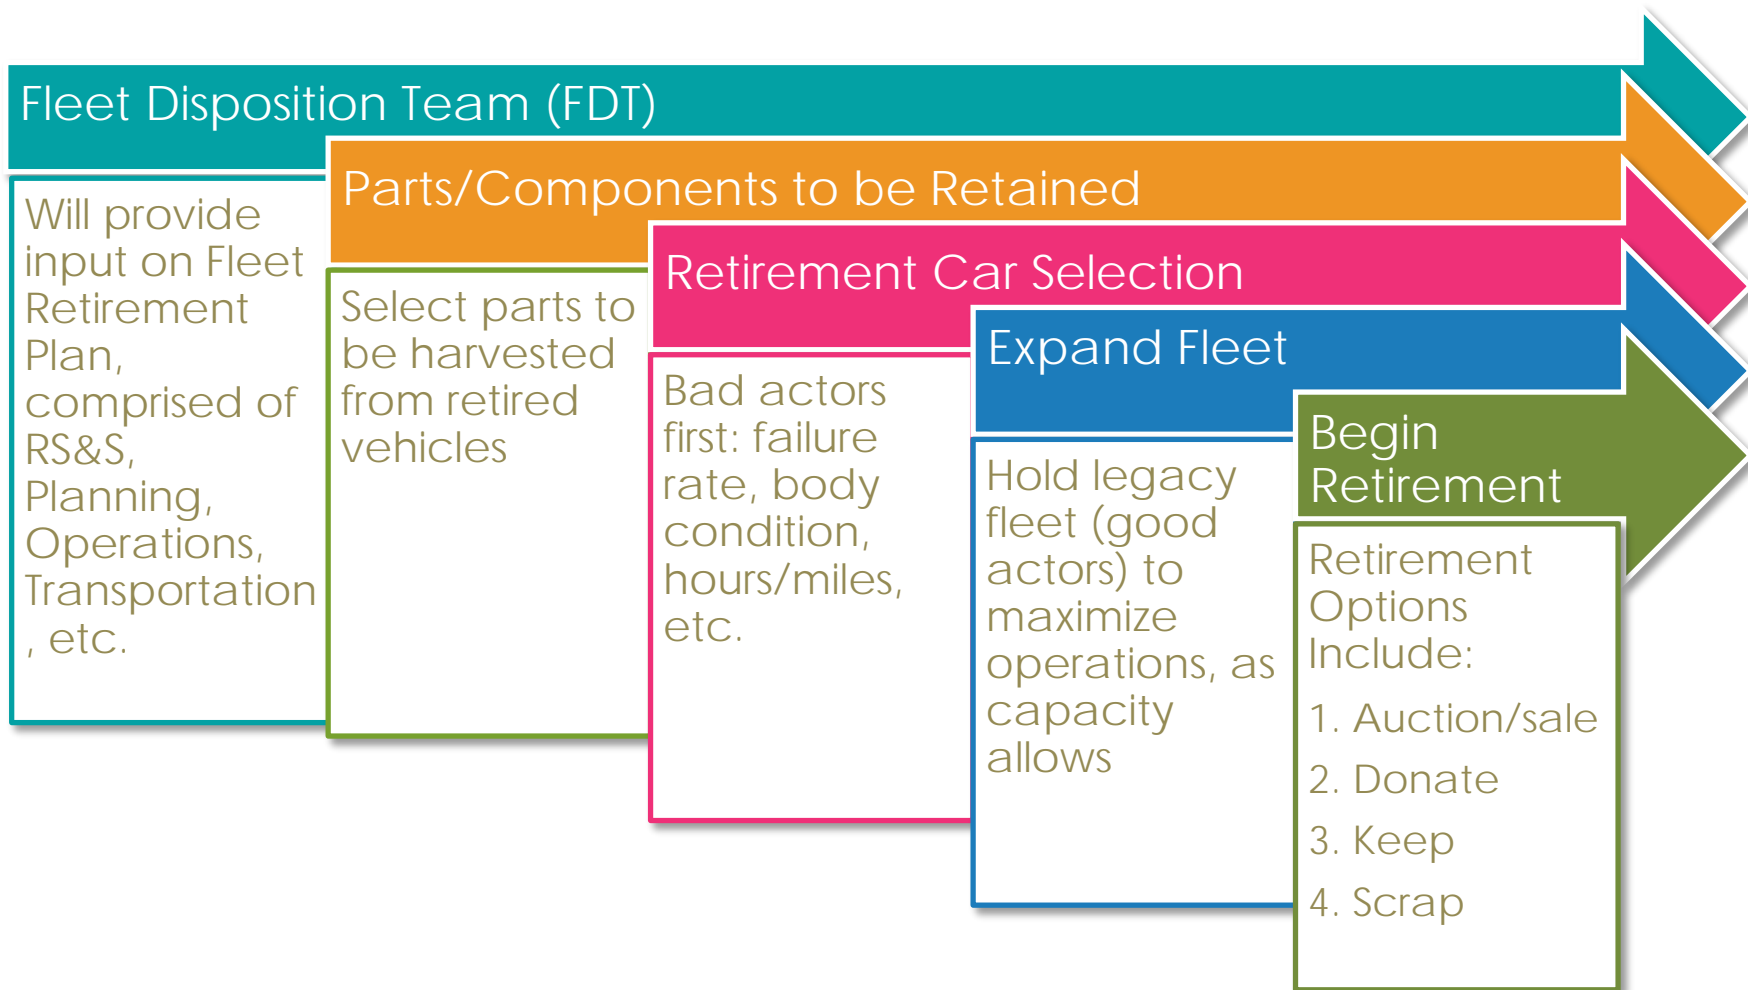 Fleet Disposition Team (FDT)
Will provide
input on Fleet
Retirement
Plan,
comprised of
RS&S,
Planning,
Operations,
Transportation
, etc.
Parts/Components to be Retained
Select parts to
be harvested
from retired
vehicles
Retirement Car Selection
Bad actors
first: failure
rate, body
condition,
hours/miles,
etc.
Expand Fleet
Hold legacy
fleet (good
actors) to
maximize
operations, as
capacity
allows
Begin
Retirement
Retirement
Options
Include:
1. Auction/sale
2. Donate
3. Keep
4. Scrap